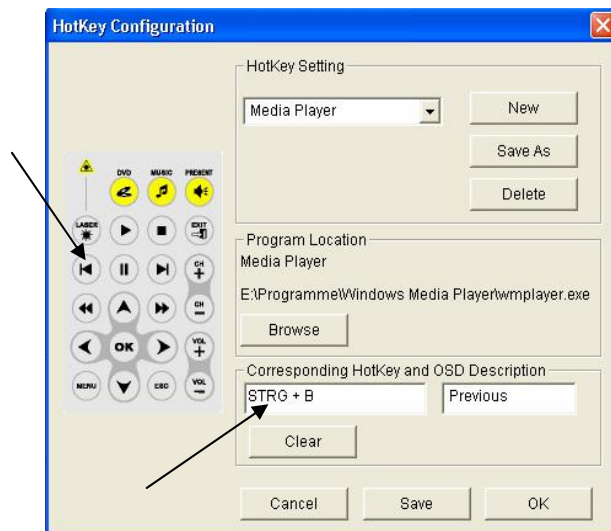 HotKey Configuration
HotKey Setting
Media Player
New
Save As
Delete
DVD MUSIC PRESENT
LASER EXIT
CH
+
CH
−
OK
VOL
+
MENU ESC VOL
−
Program Location
Media Player
E:\Programme\Windows Media Player\wmplayer.exe
Browse
Corresponding HotKey and OSD Description
STRG + B Previous
Clear
Cancel Save OK